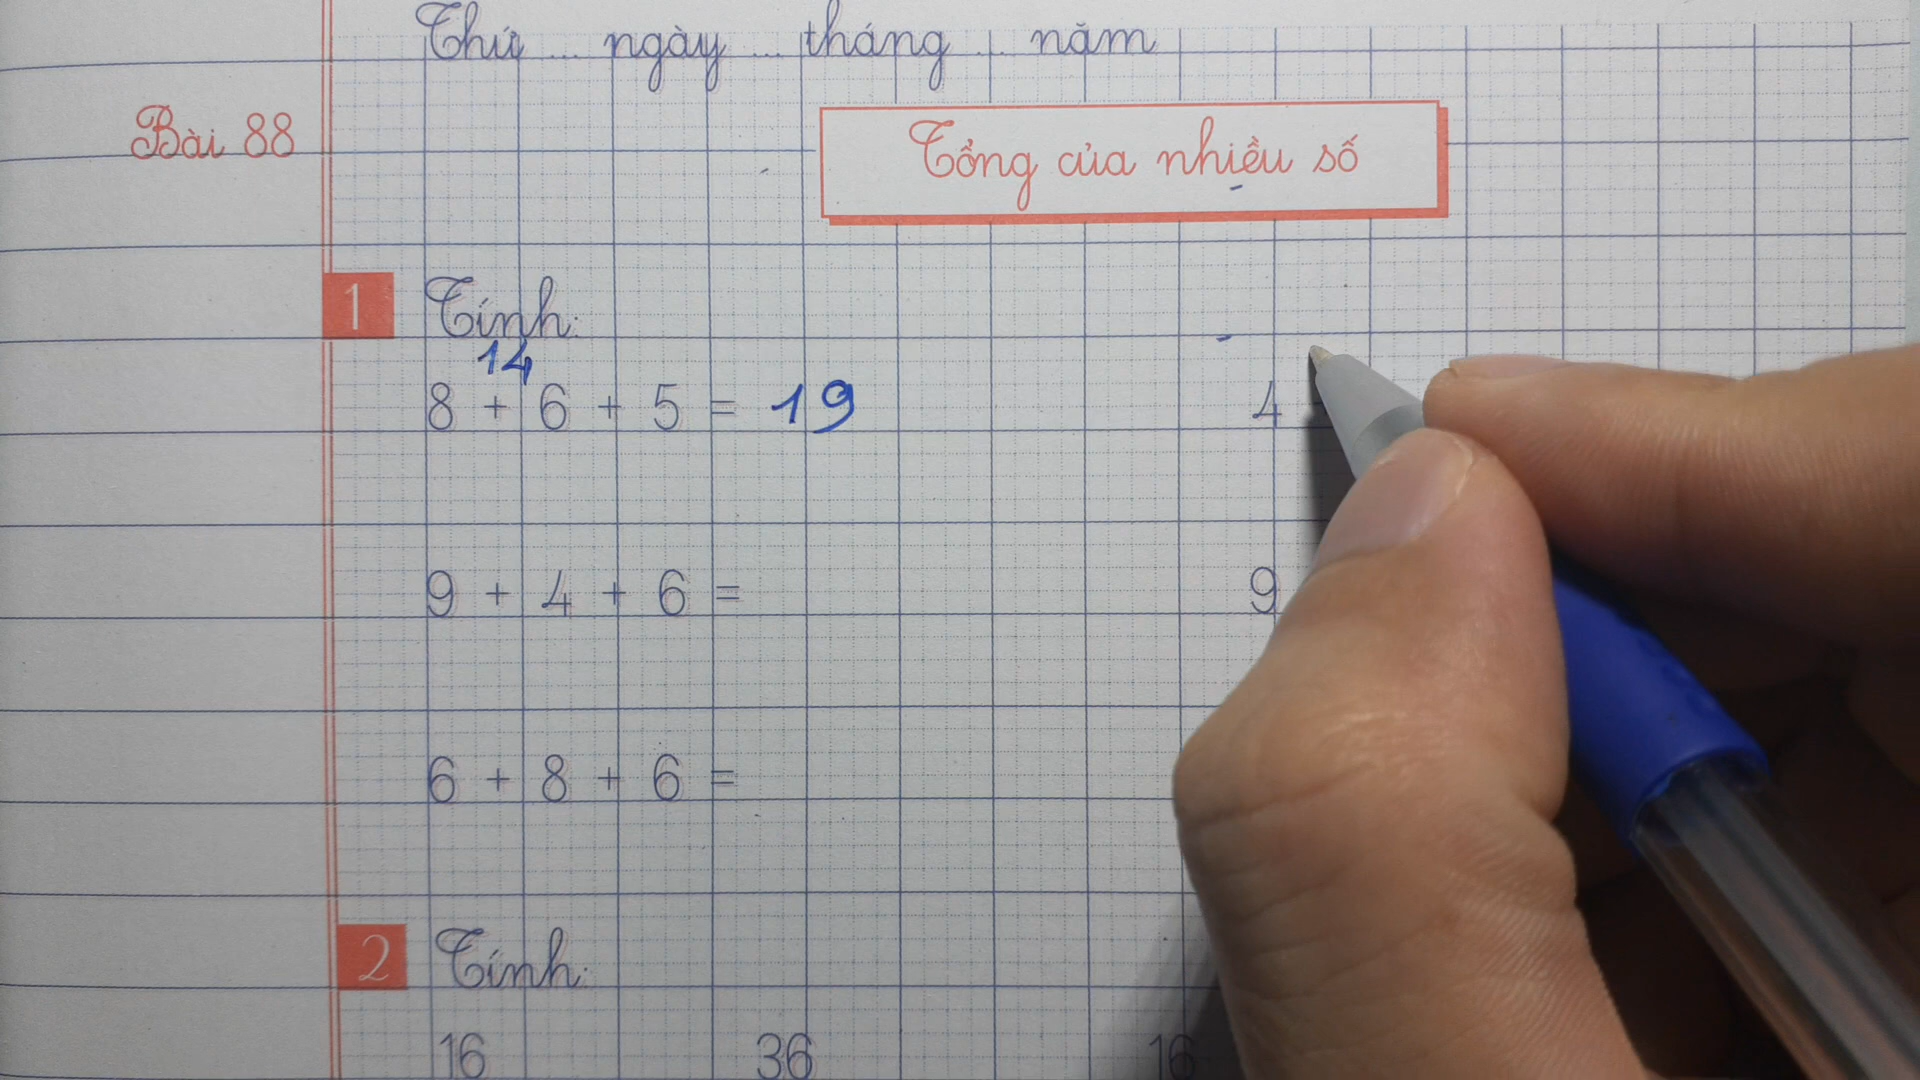 Thứ ... ngày ... tháng ... năm
Bài 88
Tổng của nhiều số
1 Tính:
14
8 + 6 + 5 = 19
4
9 + 4 + 6 =
9
6 + 8 + 6 =
2 Tính:
16 36 16